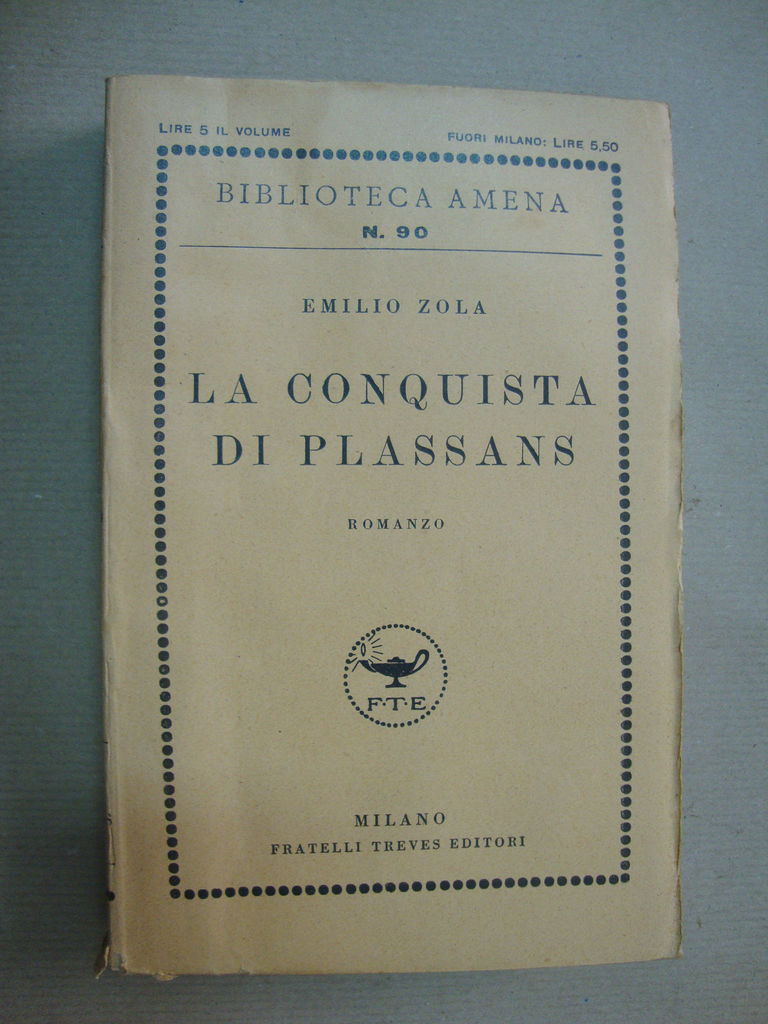 LIRE 5 IL VOLUME FUORI MILANO: LIRE 5,50
BIBLIOTECA AMENA
N. 90
EMILIO ZOLA
LA CONQUISTA
DI PLASSANS
ROMANZO
F·T·E
MILANO
FRATELLI TREVES EDITORI